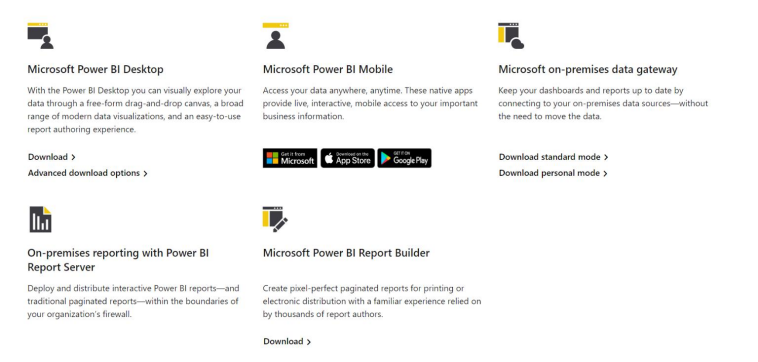 Microsoft Power BI Desktop
With the Power BI Desktop you can visually explore your
data through a free-form drag-and-drop canvas, a broad
range of modern data visualizations, and an easy-to-use
report authoring experience.
Download >
Advanced download options >
Microsoft Power BI Mobile
Access your data anywhere, anytime. These native apps
provide live, interactive, mobile access to your important
business information.
Get it from
Microsoft
Download on the
App Store
GET IT ON
Google Play
Microsoft on-premises data gateway
Keep your dashboards and reports up to date by
connecting to your on-premises data sources—without
the need to move the data.
Download standard mode >
Download personal mode >
On-premises reporting with Power BI
Report Server
Deploy and distribute interactive Power BI reports—and
traditional paginated reports—within the boundaries of
your organization's firewall.
Microsoft Power BI Report Builder
Create pixel-perfect paginated reports for printing or
electronic distribution with a familiar experience relied on
by thousands of report authors.
Download >